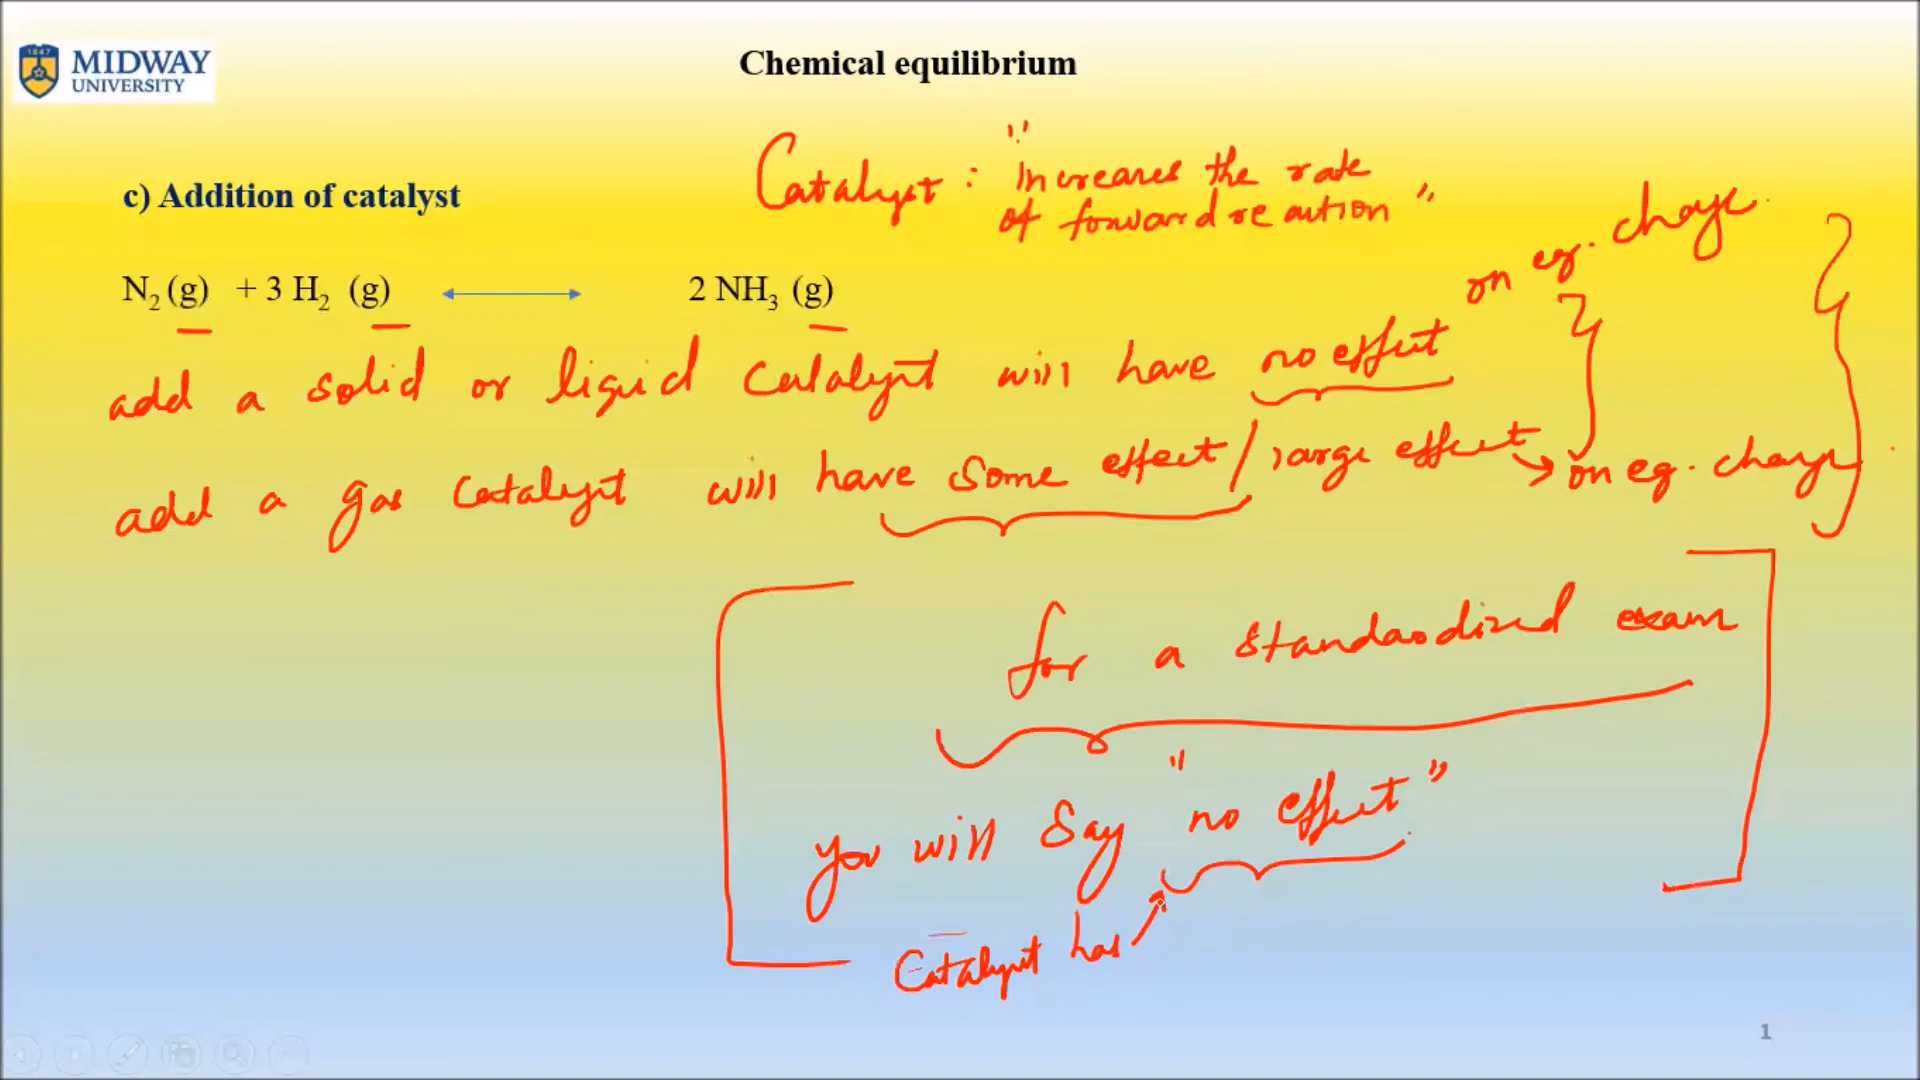 1847
MIDWAY
UNIVERSITY
Chemical equilibrium
c) Addition of catalyst
Catalyst : "increases the rate
of forward reaction"
N₂ (g) + 3 H₂ (g) ⟷ 2 NH₃ (g)
add a solid or liquid catalyst will have no effect on eq. change
add a gas catalyst will have some effect / large effect → on eq. change
for a standardized exam
you will say "no effect"
Catalyst has
1